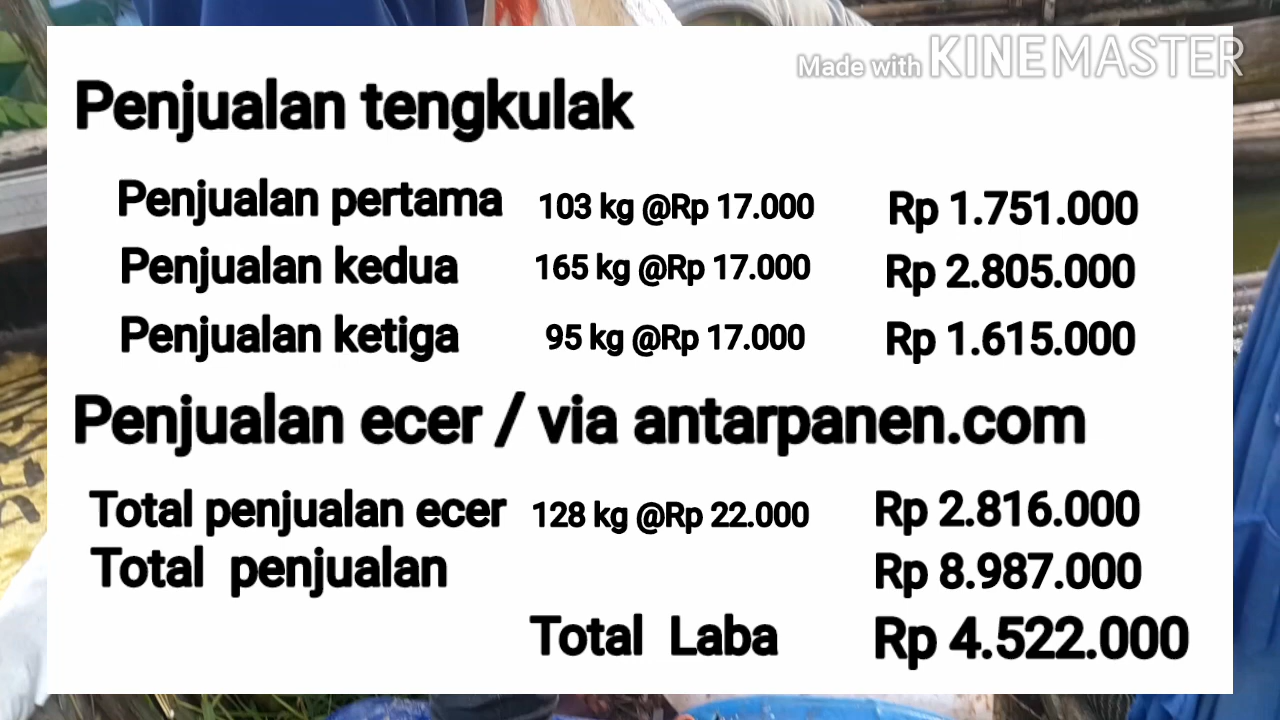 Made with KINEMASTER
Penjualan tengkulak
Penjualan pertama 103 kg @Rp 17.000 Rp 1.751.000
Penjualan kedua 165 kg @Rp 17.000 Rp 2.805.000
Penjualan ketiga 95 kg @Rp 17.000 Rp 1.615.000
Penjualan ecer / via antarpanen.com
Total penjualan ecer 128 kg @Rp 22.000 Rp 2.816.000
Total penjualan Rp 8.987.000
Total Laba Rp 4.522.000